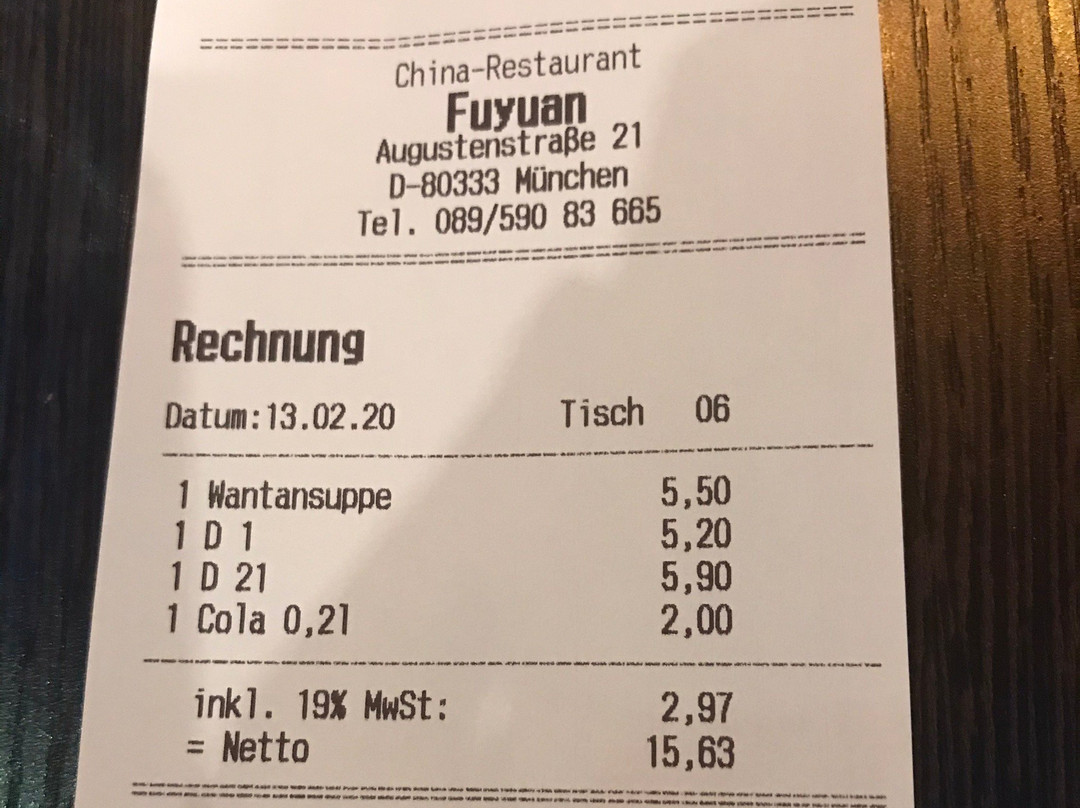 China-Restaurant
Fuyuan
Augustenstraße 21
D-80333 München
Tel. 089/590 83 665
Rechnung
Datum:13.02.20 Tisch 06
1 Wantansuppe 5,50
1 D 1 5,20
1 D 21 5,90
1 Cola 0,2l 2,00
inkl. 19% MwSt: 2,97
= Netto 15,63